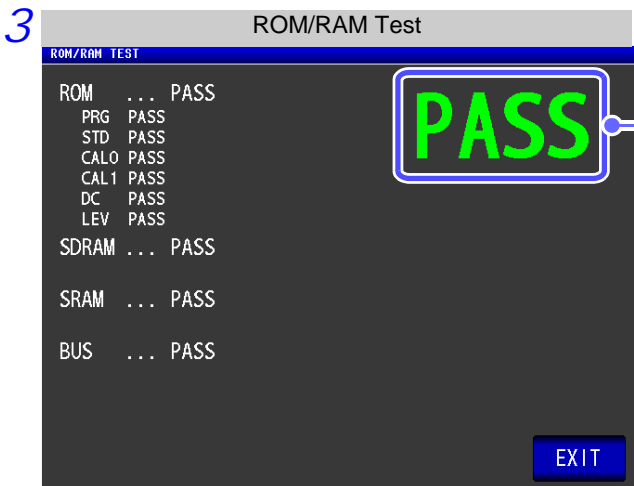 3
ROM/RAM Test
ROM/RAM TEST
ROM ... PASS
PASS
PRG PASS
STD PASS
CAL0 PASS
CAL1 PASS
DC PASS
LEV PASS
SDRAM ... PASS
SRAM ... PASS
BUS ... PASS
EXIT